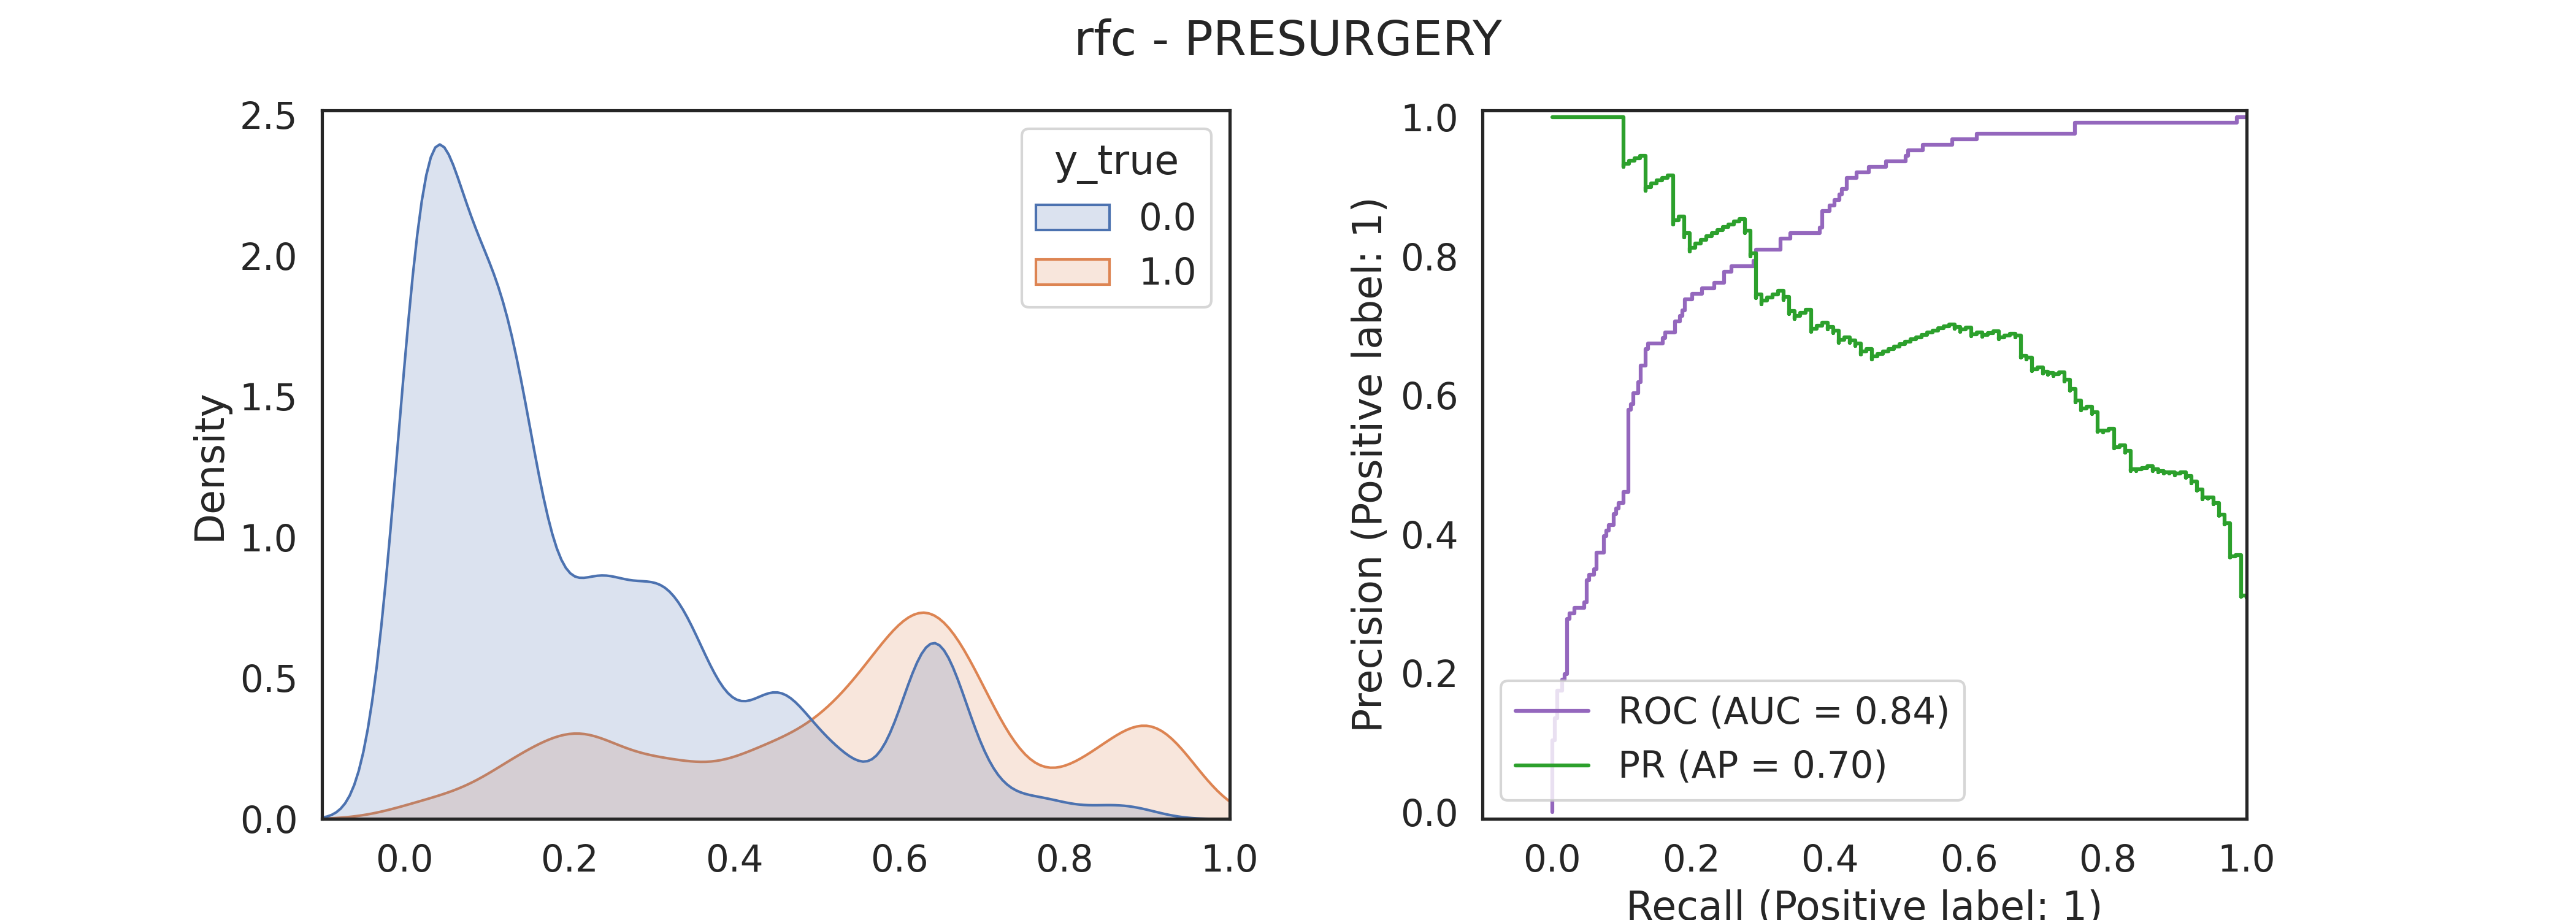 rfc - PRESURGERY
2.5
2.0
1.5
1.0
0.5
0.0
Density
0.0 0.2 0.4 0.6 0.8 1.0
y_true
0.0
1.0
1.0
0.8
0.6
0.4
0.2
0.0
Precision (Positive label: 1)
ROC (AUC = 0.84)
PR (AP = 0.70)
0.0 0.2 0.4 0.6 0.8 1.0
Recall (Positive label: 1)